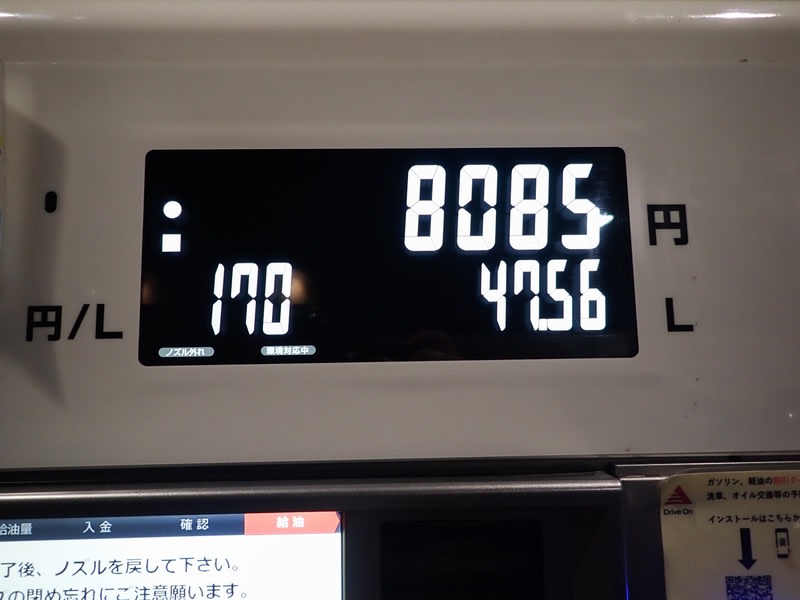 8085 円
円/L 170 47.56 L
ノズル外れ 環境対応中
給油量 入金 確認 給油
了後、ノズルを戻して下さい。
の閉め忘れにご注意願います。
ガソリン、軽油の割引ク
洗車、オイル交換等の予
Drive On
インストールはこちらか